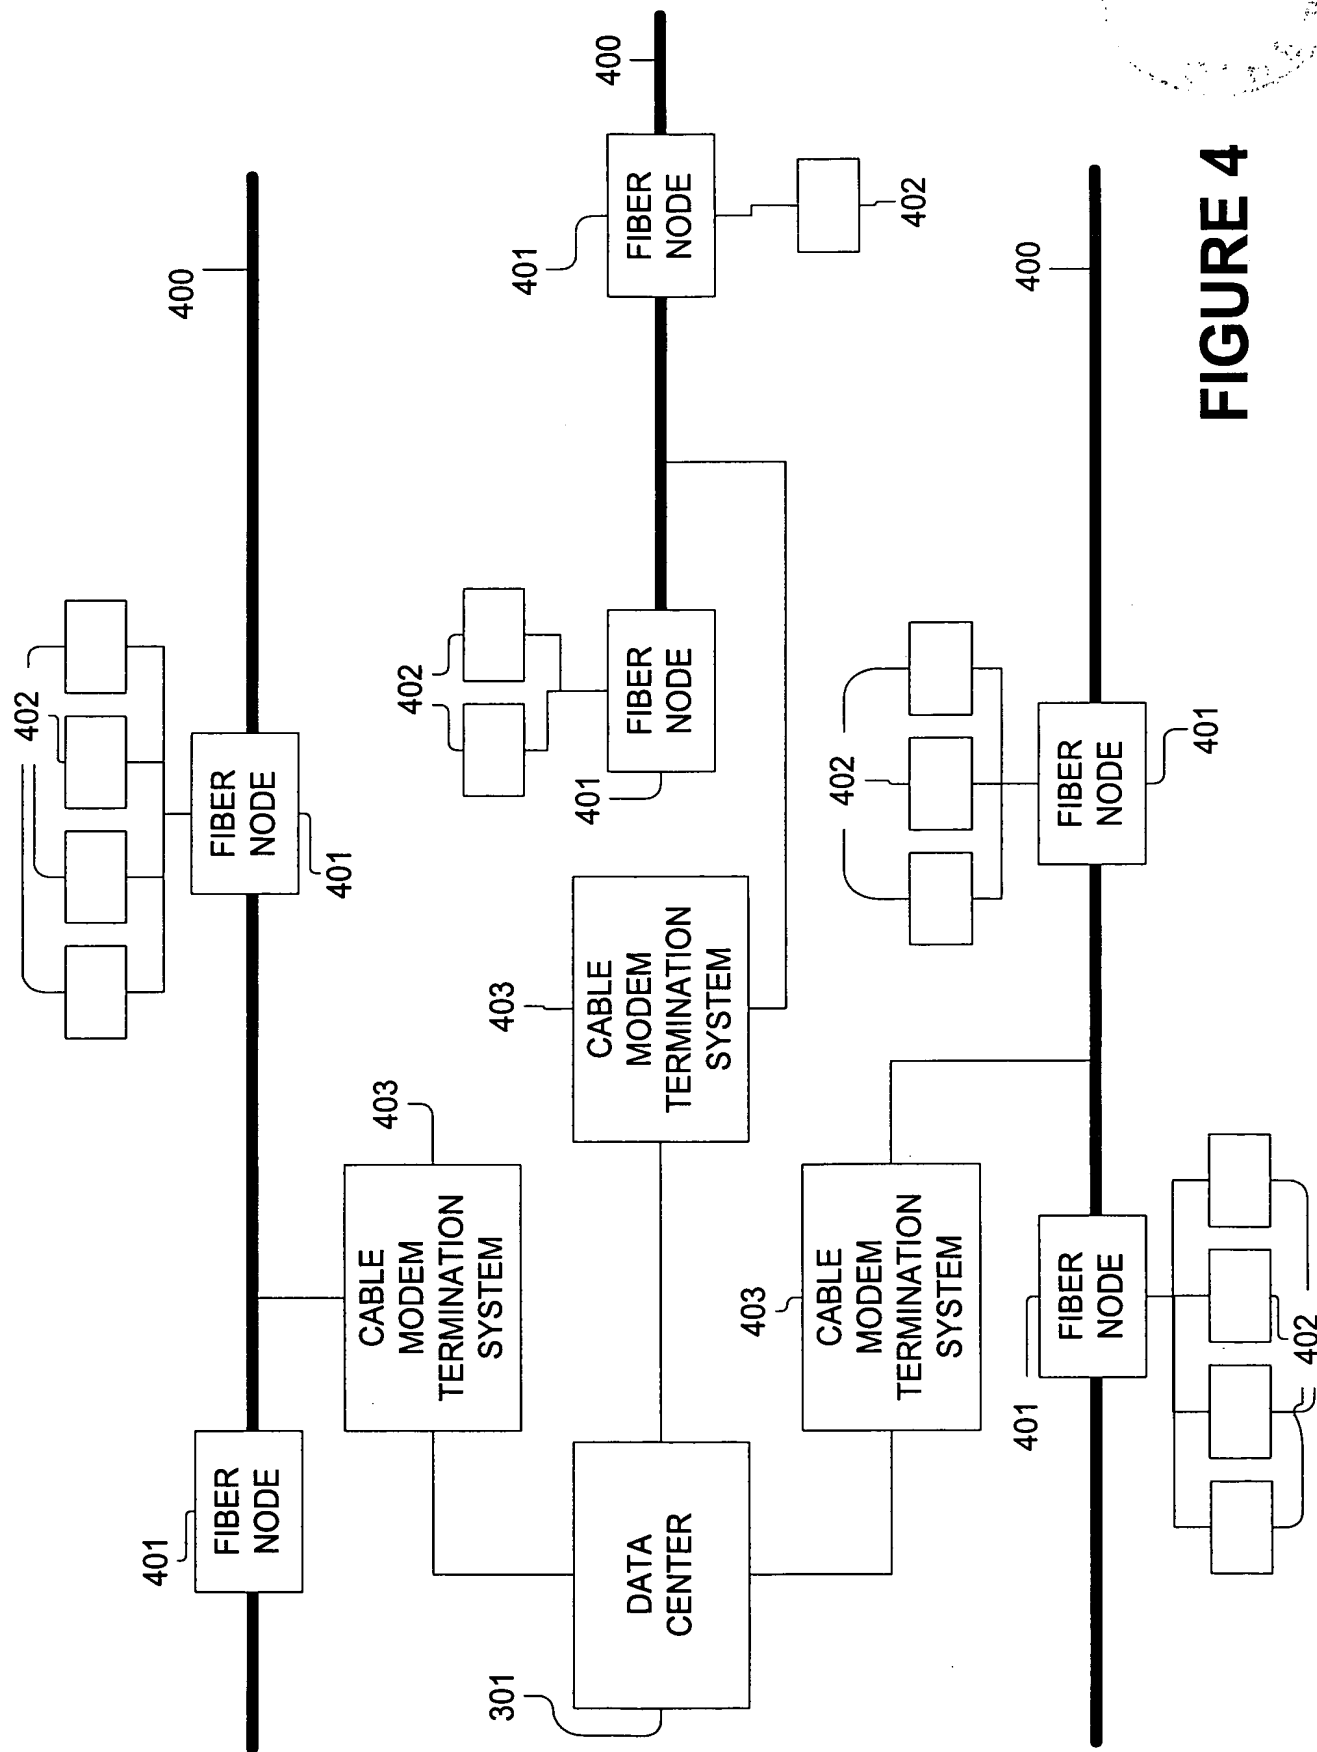 402
401
400
FIBER
NODE
FIBER
NODE
401
403
CABLE
MODEM
TERMINATION
SYSTEM
402
301
403
401
401
400
DATA
CENTER
CABLE
MODEM
TERMINATION
SYSTEM
FIBER
NODE
FIBER
NODE
403
CABLE
MODEM
TERMINATION
SYSTEM
402
402
401
400
FIBER
NODE
FIBER
NODE
401
402
FIGURE 4